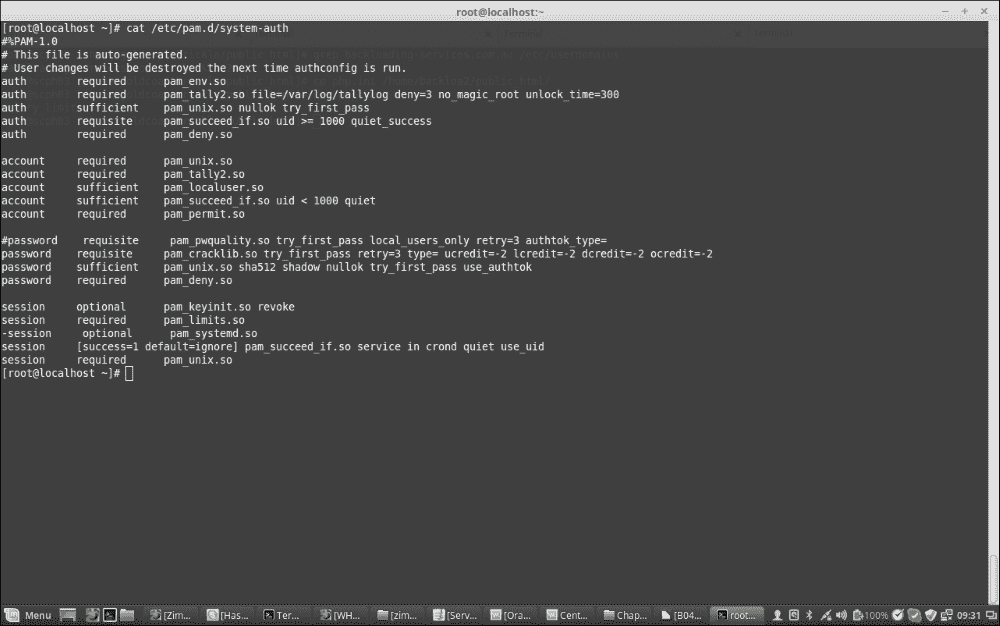 root@localhost:~
[root@localhost ~]# cat /etc/pam.d/system-auth
#%PAM-1.0
# This file is auto-generated.
# User changes will be destroyed the next time authconfig is run.
auth required pam_env.so
auth required pam_tally2.so file=/var/log/tallylog deny=3 no_magic_root unlock_time=300
auth sufficient pam_unix.so nullok try_first_pass
auth requisite pam_succeed_if.so uid >= 1000 quiet_success
auth required pam_deny.so
account required pam_unix.so
account required pam_tally2.so
account sufficient pam_localuser.so
account sufficient pam_succeed_if.so uid < 1000 quiet
account required pam_permit.so
#password requisite pam_pwquality.so try_first_pass local_users_only retry=3 authtok_type=
password requisite pam_cracklib.so try_first_pass retry=3 type= ucredit=-2 lcredit=-2 dcredit=-2 ocredit=-2
password sufficient pam_unix.so sha512 shadow nullok try_first_pass use_authtok
password required pam_deny.so
session optional pam_keyinit.so revoke
session required pam_limits.so
-session optional pam_systemd.so
session [success=1 default=ignore] pam_succeed_if.so service in crond quiet use_uid
session required pam_unix.so
[root@localhost ~]#
Menu [Zim... [Has... Ter... [WH... [zim... [Serv... [Ora... Cent... Chap... [B04... root... 100% 09:31